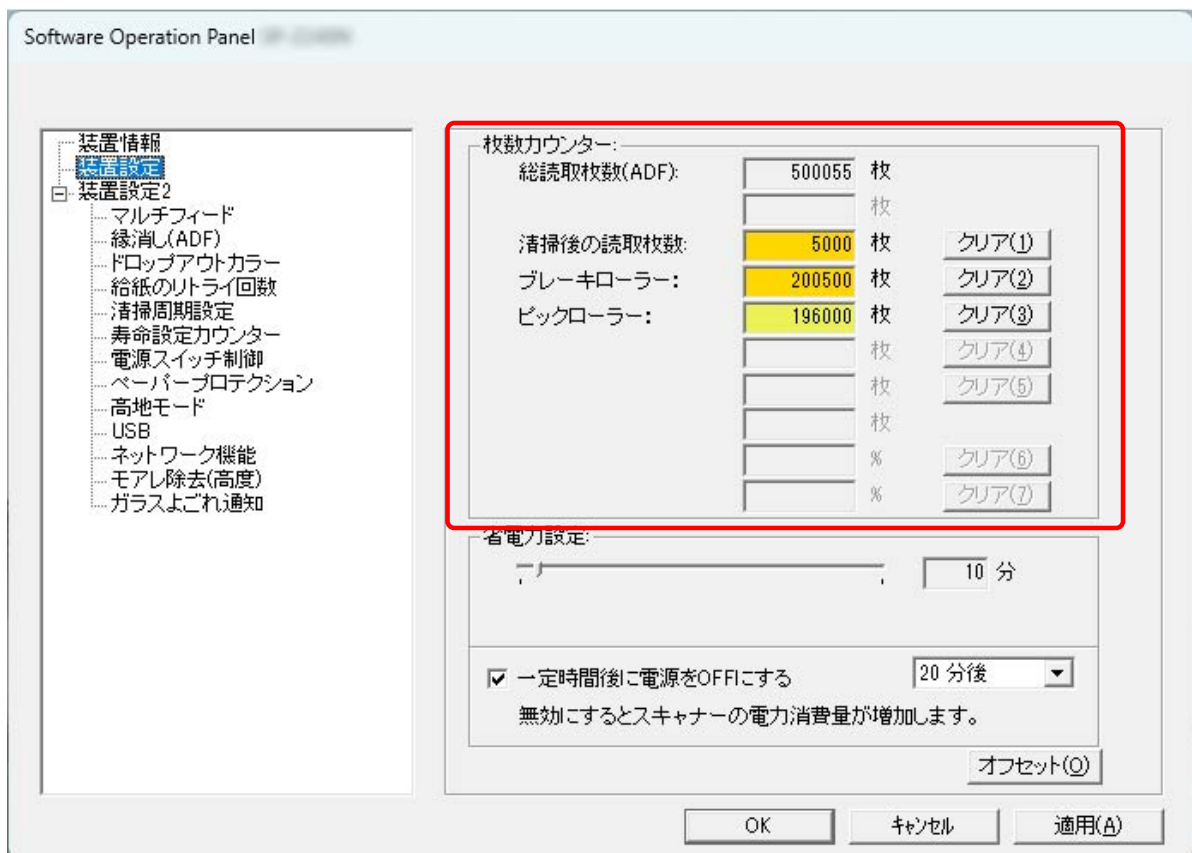 Software Operation Panel
装置情報
装置設定
装置設定2
マルチフィード
縁消し(ADF)
ドロップアウトカラー
給紙のリトライ回数
清掃周期設定
寿命設定カウンター
電源スイッチ制御
ペーパープロテクション
高地モード
USB
ネットワーク機能
モアレ除去(高度)
ガラスよごれ通知
枚数カウンター:
総読取枚数(ADF): 500055 枚
枚
清掃後の読取枚数: 5000 枚 クリア(1)
ブレーキローラー: 200500 枚 クリア(2)
ピックローラー: 196000 枚 クリア(3)
枚 クリア(4)
枚 クリア(5)
枚
% クリア(6)
% クリア(7)
省電力設定:
10 分
一定時間後に電源をOFFにする 20 分後
無効にするとスキャナーの電力消費量が増加します。
オフセット(O)
OK キャンセル 適用(A)